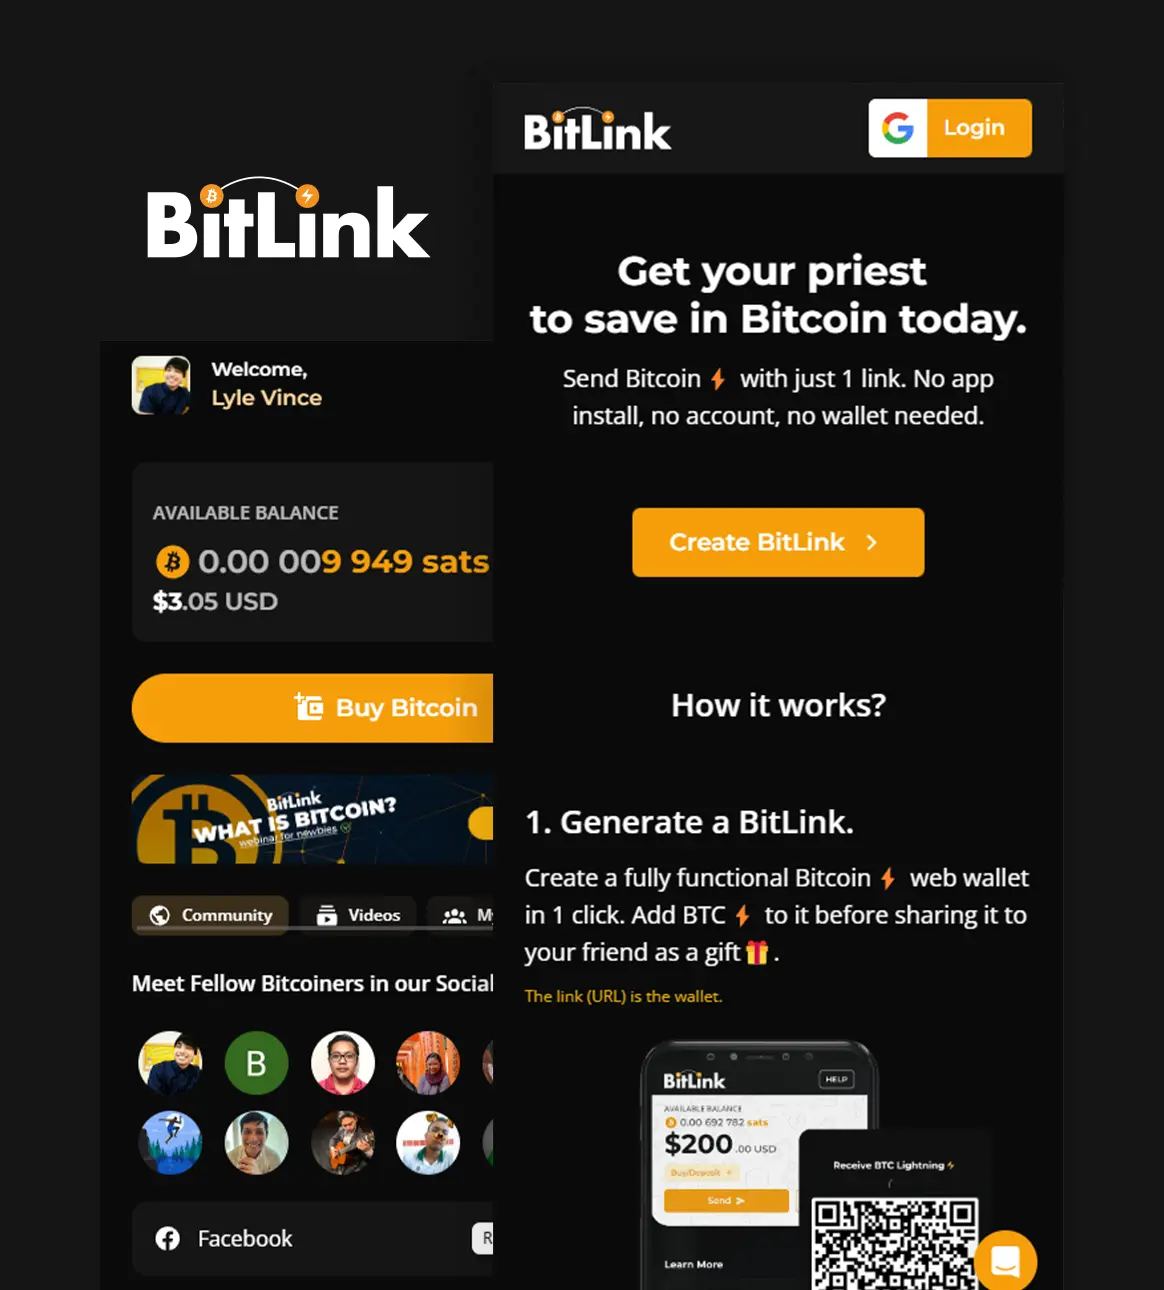 BitLink
Welcome,
Lyle Vince
AVAILABLE BALANCE
0.00 009 949 sats
$3.05 USD
Buy Bitcoin
BitLink
WHAT IS BITCOIN?
webinar for newbies
Community
Videos
Meet Fellow Bitcoiners in our Social
B
Facebook
R
BitLink
Login
Get your priest
to save in Bitcoin today.
Send Bitcoin ⚡ with just 1 link. No app
install, no account, no wallet needed.
Create BitLink
How it works?
1. Generate a BitLink.
Create a fully functional Bitcoin ⚡ web wallet
in 1 click. Add BTC ⚡ to it before sharing it to
your friend as a gift🎁.
The link (URL) is the wallet.
BitLink
HELP
AVAILABLE BALANCE
0.00 692 782 sats
$200.00 USD
Buy/Deposit +
Send
Receive BTC Lightning⚡
Learn More